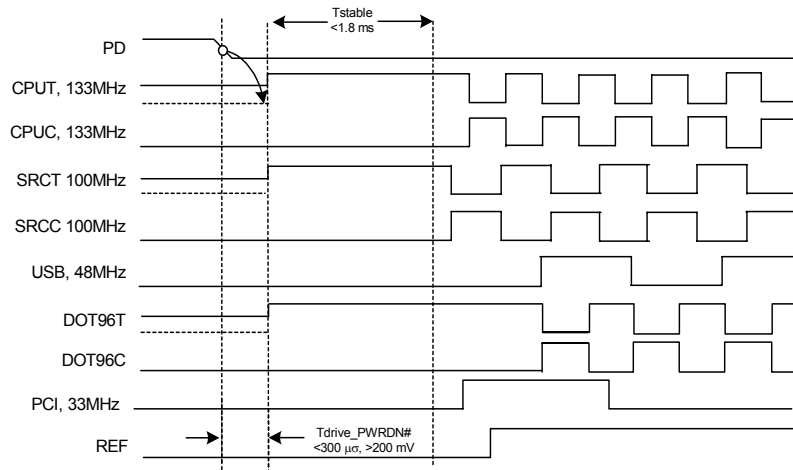 Tstable
<1.8 ms
PD
CPUT, 133MHz
CPUC, 133MHz
SRCT 100MHz
SRCC 100MHz
USB, 48MHz
DOT96T
DOT96C
PCI, 33MHz
REF
Tdrive_PWRDN#
<300 μσ, >200 mV